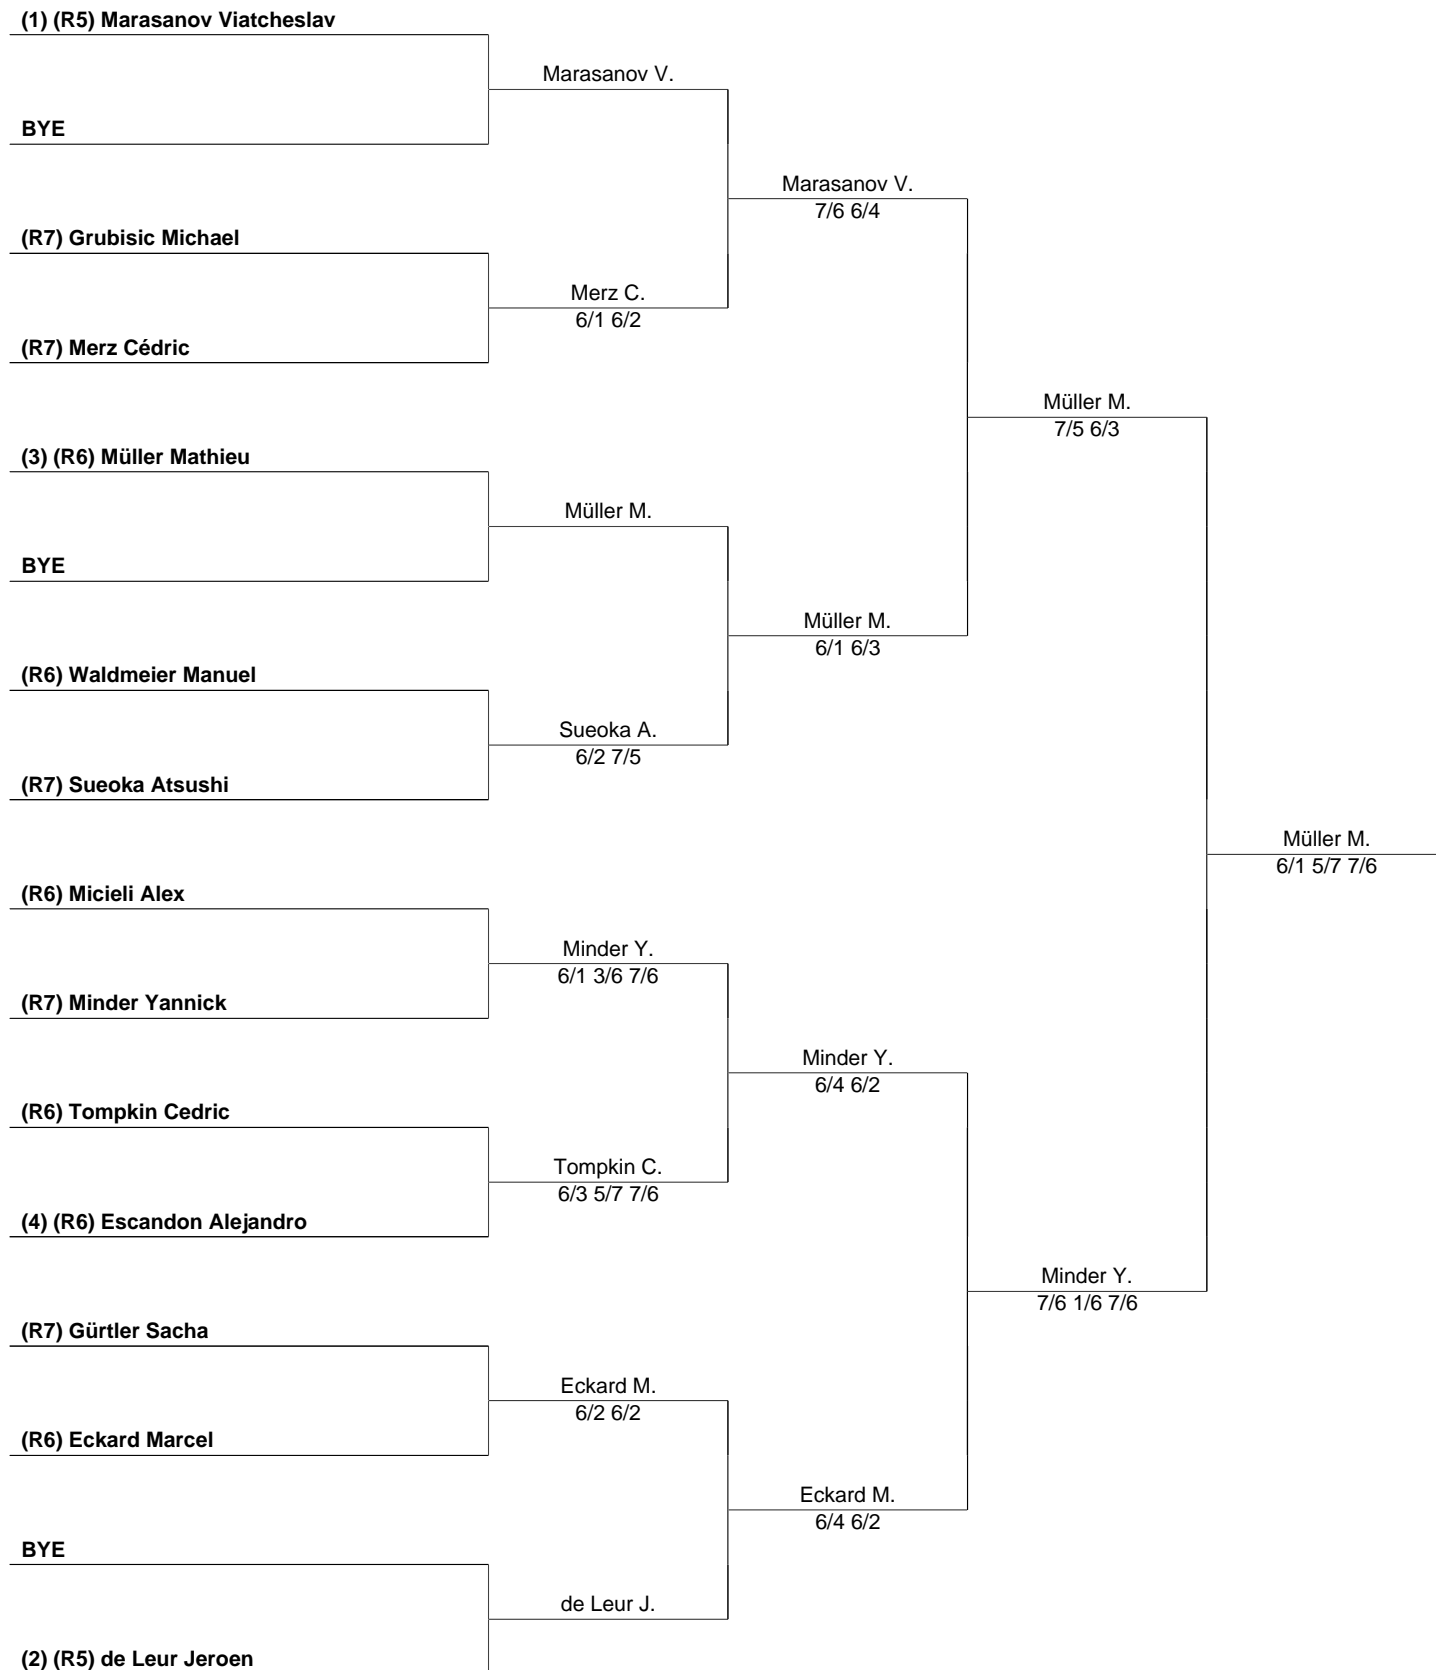 (1) (R5) Marasanov Viatcheslav
Marasanov V.
BYE
Marasanov V.
7/6 6/4
(R7) Grubisic Michael
Merz C.
6/1 6/2
(R7) Merz Cédric
Müller M.
7/5 6/3
(3) (R6) Müller Mathieu
Müller M.
BYE
Müller M.
6/1 6/3
(R6) Waldmeier Manuel
Sueoka A.
6/2 7/5
(R7) Sueoka Atsushi
Müller M.
6/1 5/7 7/6
(R6) Micieli Alex
Minder Y.
6/1 3/6 7/6
(R7) Minder Yannick
Minder Y.
6/4 6/2
(R6) Tompkin Cedric
Tompkin C.
6/3 5/7 7/6
(4) (R6) Escandon Alejandro
Minder Y.
7/6 1/6 7/6
(R7) Gürtler Sacha
Eckard M.
6/2 6/2
(R6) Eckard Marcel
Eckard M.
6/4 6/2
BYE
de Leur J.
(2) (R5) de Leur Jeroen